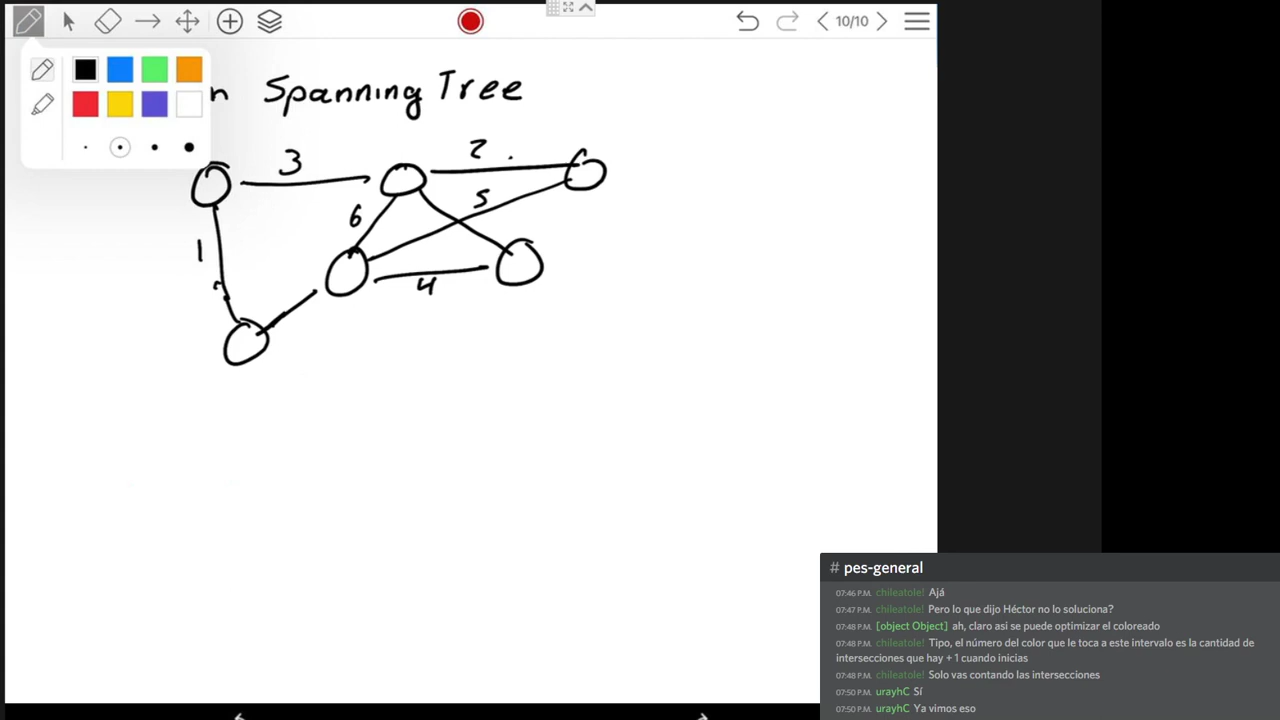 10/10
n Spanning Tree
3
2
6
5
1
4
# pes-general
07:46 P.M. chileatole! Ajá
07:47 P.M. chileatole! Pero lo que dijo Héctor no lo soluciona?
07:48 P.M. [object Object] ah, claro asi se puede optimizar el coloreado
07:48 P.M. chileatole! Tipo, el número del color que le toca a este intervalo es la cantidad de
intersecciones que hay + 1 cuando inicias
07:48 P.M. chileatole! Solo vas contando las intersecciones
07:50 P.M. urayhC Sí
07:50 P.M. urayhC Ya vimos eso